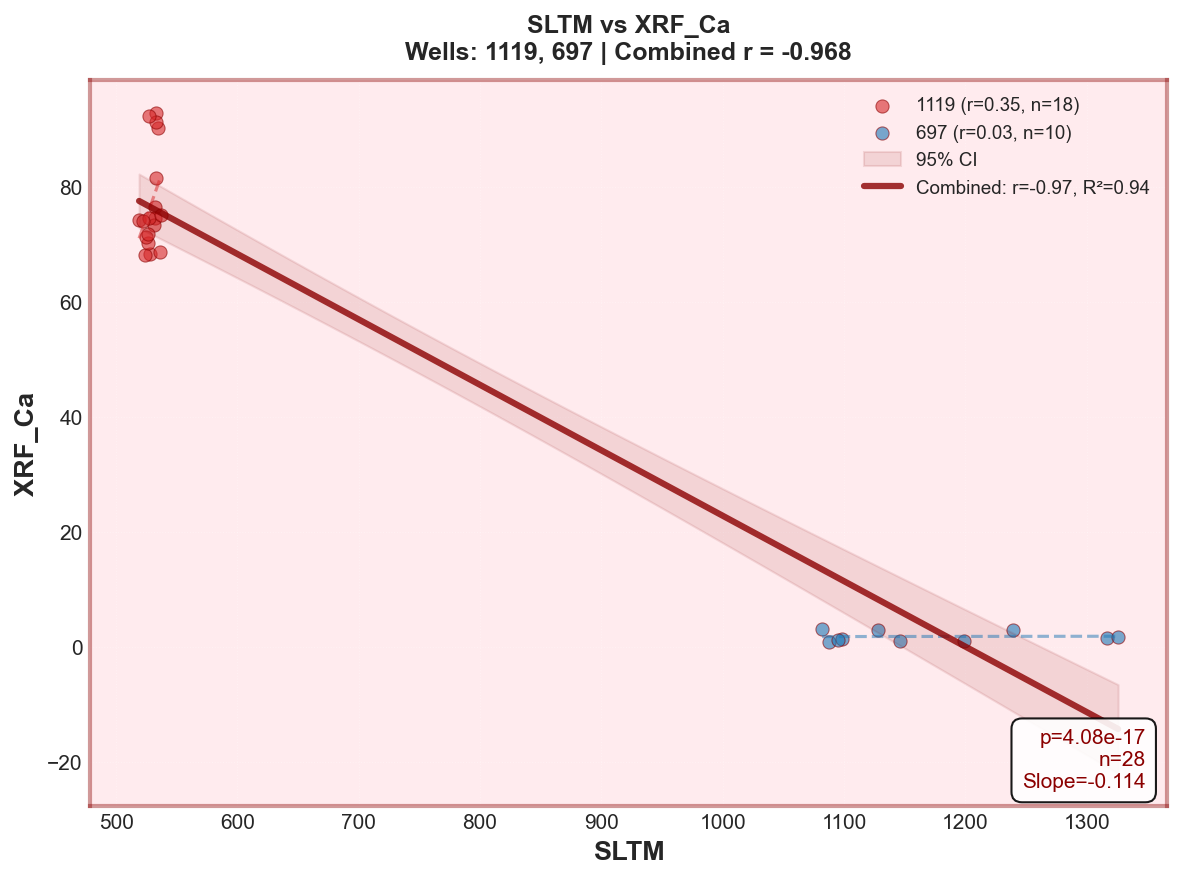 SLTM vs XRF_Ca
Wells: 1119, 697 | Combined r = -0.968
1119 (r=0.35, n=18)
697 (r=0.03, n=10)
95% CI
Combined: r=-0.97, R²=0.94
XRF_Ca
80
60
40
20
0
−20
p=4.08e-17
n=28
Slope=-0.114
500 600 700 800 900 1000 1100 1200 1300
SLTM